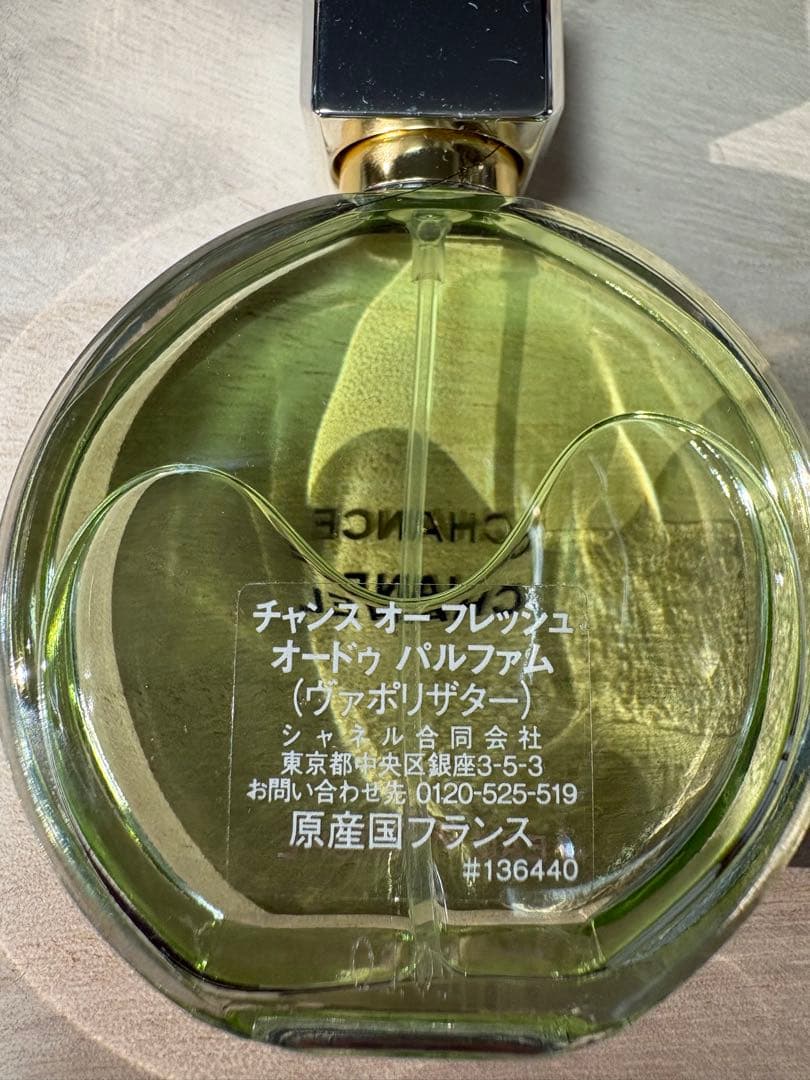 CHANCE
CHANEL
チャンス オー フレッシュ
オードゥ パルファム
(ヴァポリザター)
シャネル合同会社
東京都中央区銀座3-5-3
お問い合わせ先 0120-525-519
原産国フランス
#136440